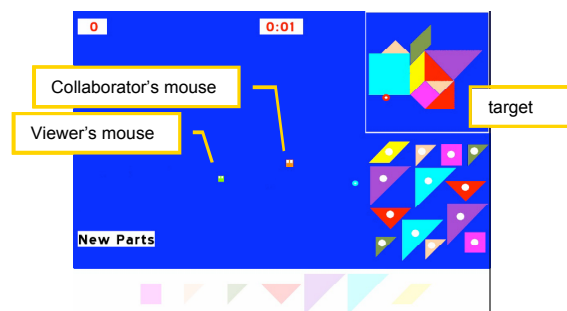 0
0:01
Collaborator's mouse
target
Viewer's mouse
New Parts